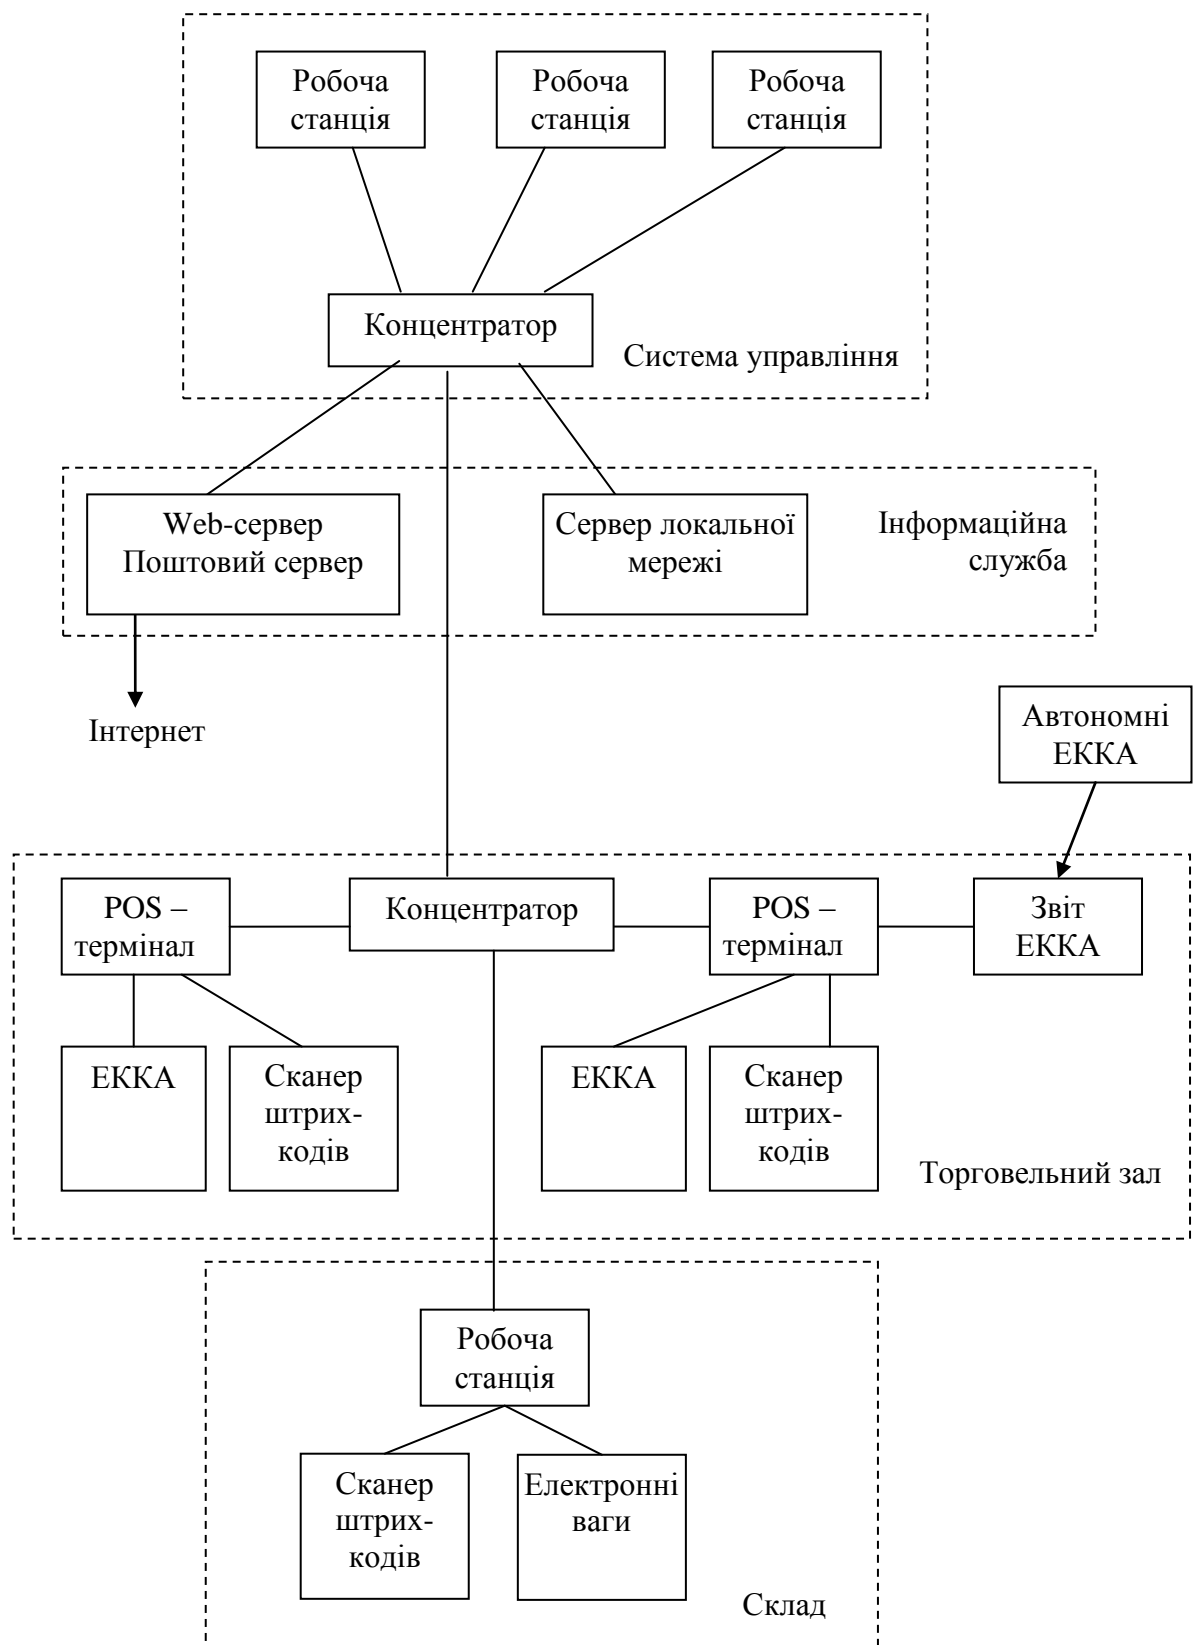 Робоча
станція
Робоча
станція
Робоча
станція
Концентратор
Система управління
Web-сервер
Поштовий сервер
Сервер локальної
мережі
Інформаційна
служба
Інтернет
Автономні
ЕККА
POS –
термінал
Концентратор
POS –
термінал
Звіт
ЕККА
ЕККА
Сканер
штрих-
кодів
ЕККА
Сканер
штрих-
кодів
Торговельний зал
Робоча
станція
Сканер
штрих-
кодів
Електронні
ваги
Склад